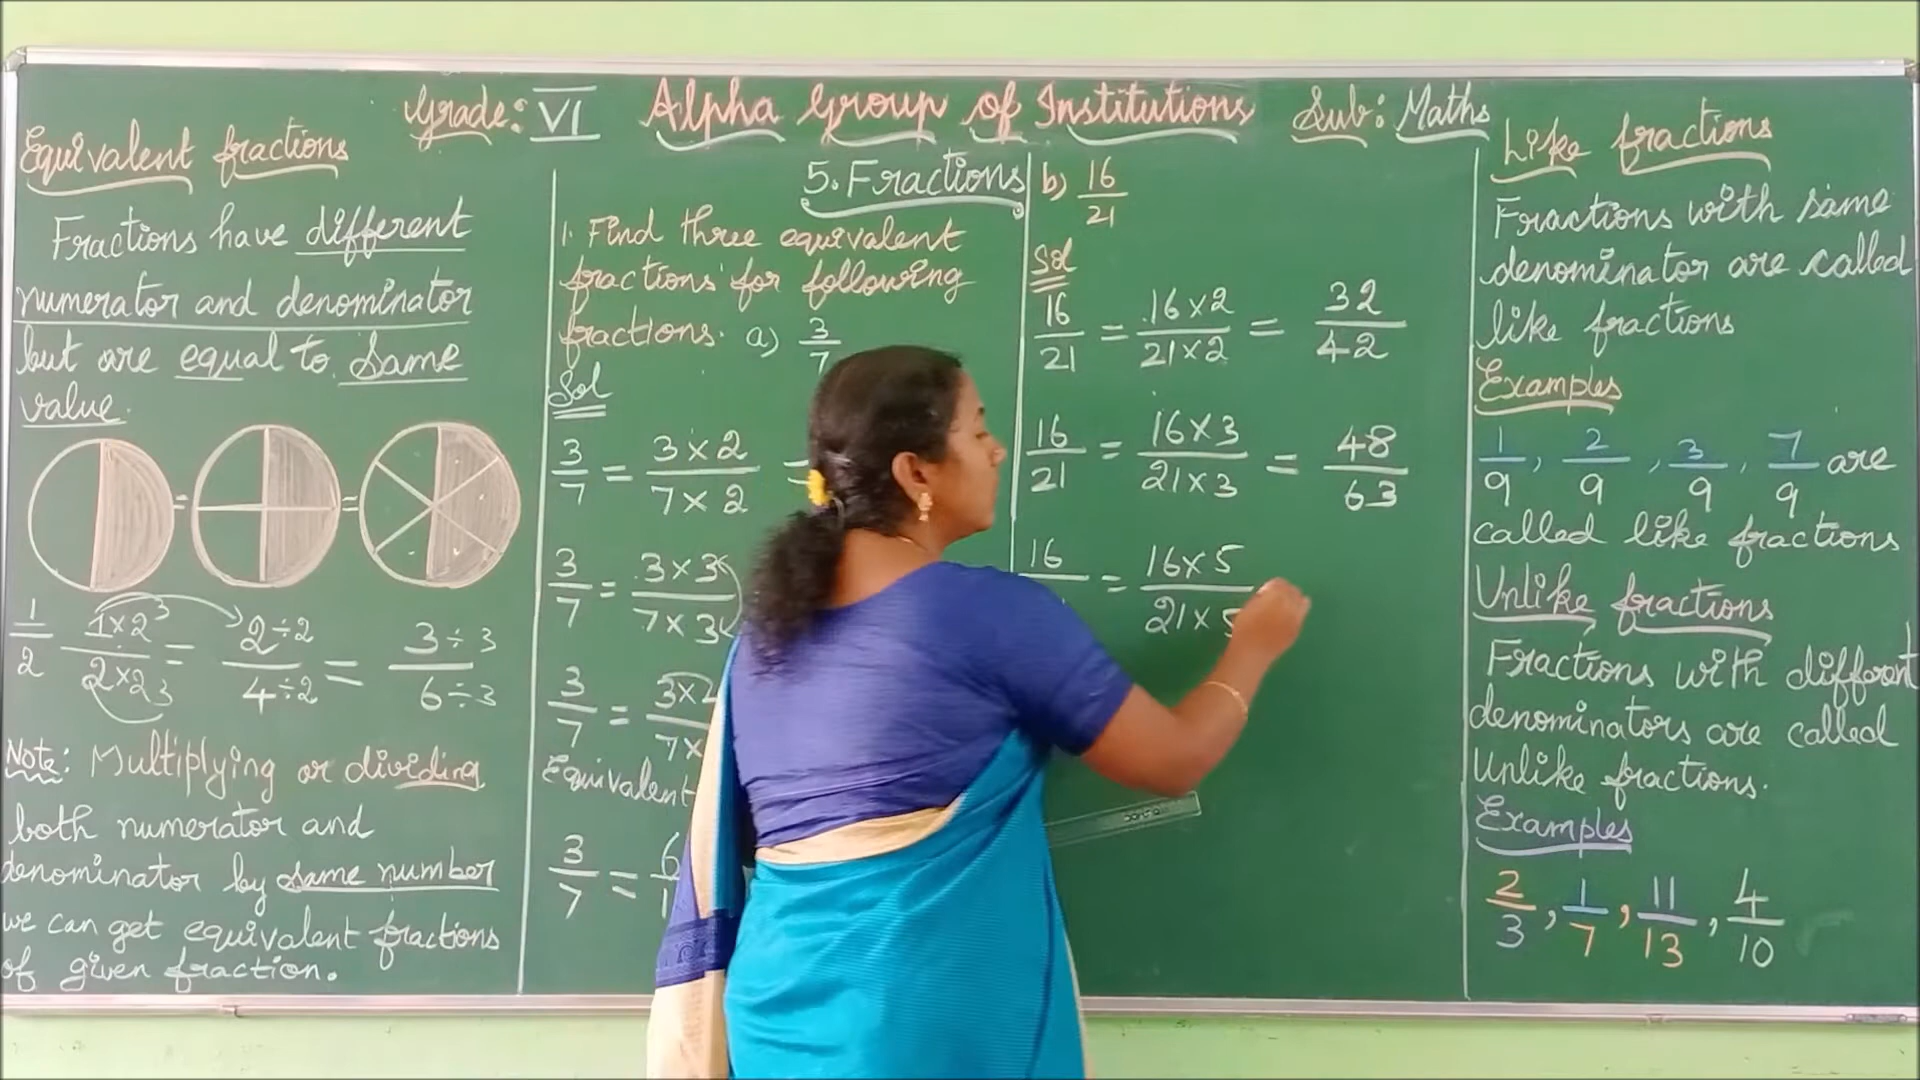 Grade: VI Alpha Group of Institutions Sub: Maths
Equivalent fractions
Fractions have different
numerator and denominator
but are equal to same
value.
=
=
1/2 1×2 3/2×2 3 = 2÷2/4÷2 = 3÷3/6÷3
Note: Multiplying or dividing
both numerator and
denominator by same number
we can get equivalent fractions
of given fraction.
5. Fractions
1. Find three equivalent
fractions for following
fractions. a) 3/7
Sol
3/7 = 3×2/7×2 =
3/7 = 3×3/7×3
3/7 = 3×4/7×
Equivalent
3/7 = 6/1
b) 16/21
Sol
16/21 = 16×2/21×2 = 32/42
16/21 = 16×3/21×3 = 48/63
16 = 16×5/21×5
Like fractions
Fractions with same
denominator are called
like fractions
Examples
1/9, 2/9, 3/9, 7/9 are
called like fractions
Unlike fractions
Fractions with different
denominators are called
Unlike fractions.
Examples
2/3, 1/7, 11/13, 4/10